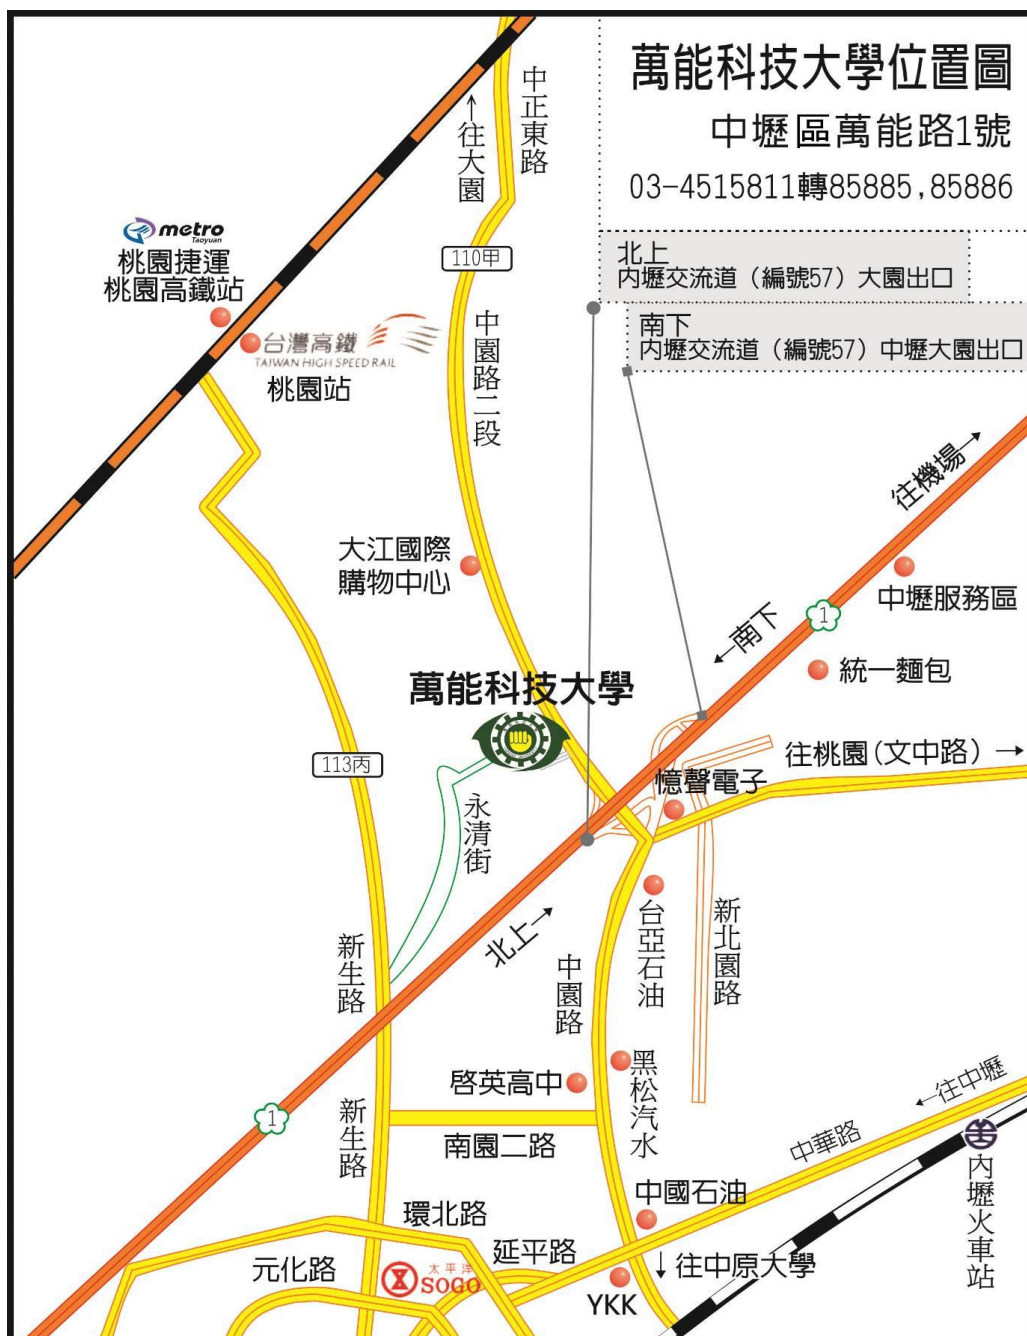 萬能科技大學位置圖
中壢區萬能路1號
03-4515811轉85885,85886
北上
內壢交流道（編號57）大園出口
南下
內壢交流道（編號57）中壢大園出口
中正東路
↑往大園
110甲
metro
Taoyuan
桃園捷運
桃園高鐵站
台灣高鐵
TAIWAN HIGH SPEED RAIL
桃園站
中園路二段
往機場→
大江國際
購物中心
中壢服務區
1
←南下
統一麵包
萬能科技大學
113丙
往桃園(文中路) →
憶聲電子
永清街
台亞石油
新北園路
北上→
新生路
中園路
黑松汽水
啓英高中
1
新生路
南園二路
←往中壢
中華路
內壢火車站
中國石油
環北路
延平路
元化路
太平洋
SOGO
↓往中原大學
YKK